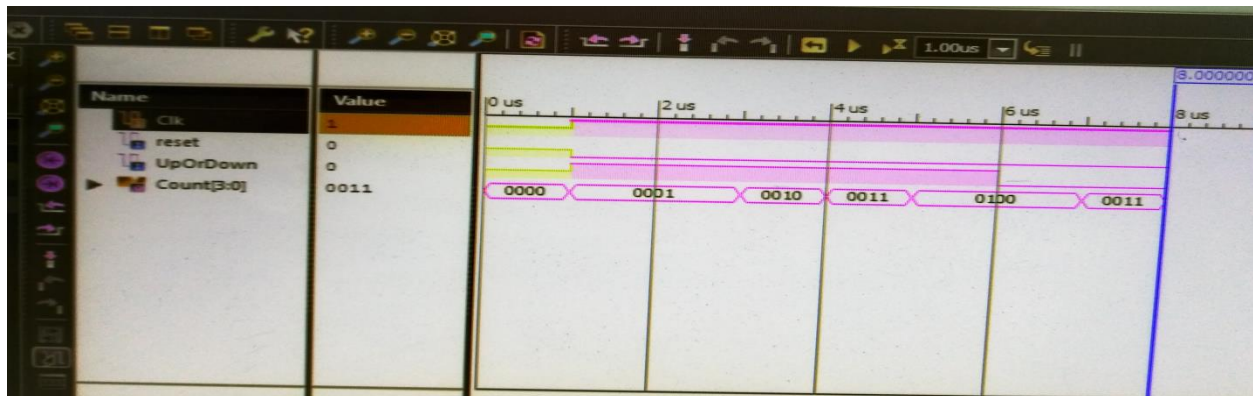 1.00us
8.000000
Name Value
0 us 2 us 4 us 6 us 8 us
Clk 1
reset 0
UpOrDown 0
Count[3:0] 0011 0000 0001 0010 0011 0100 0011